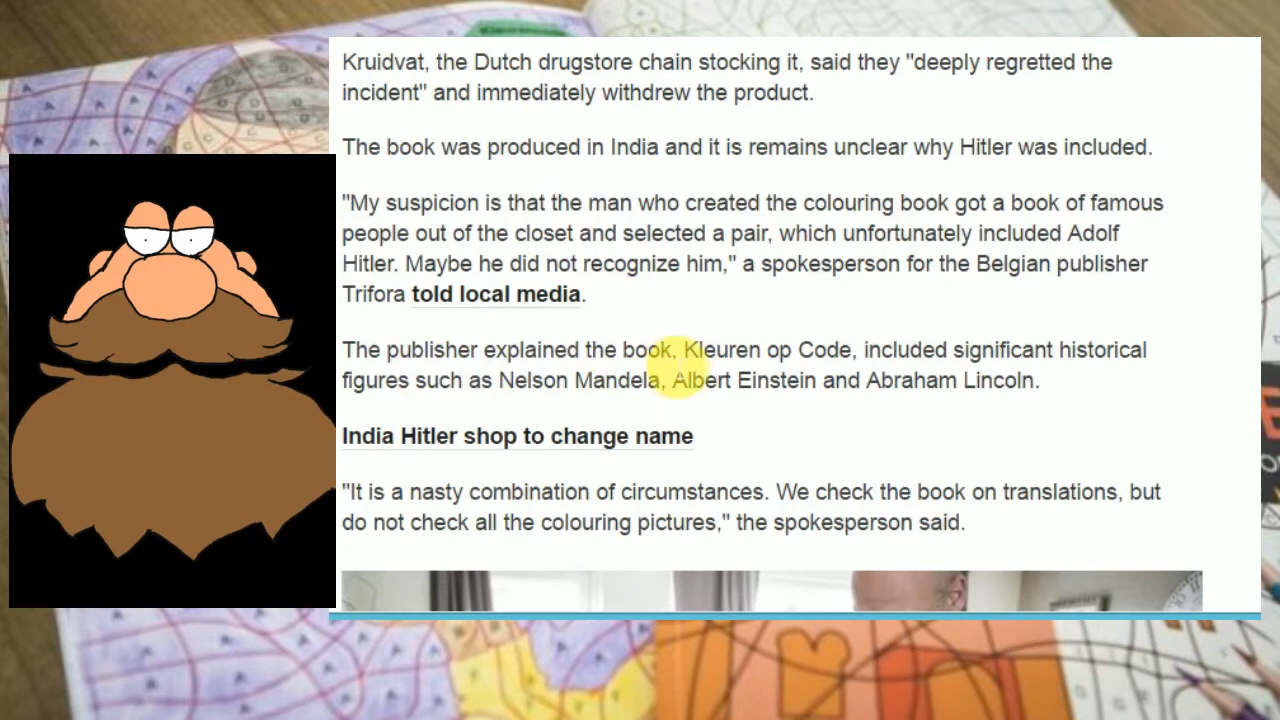 Kruidvat, the Dutch drugstore chain stocking it, said they "deeply regretted the
incident" and immediately withdrew the product.
The book was produced in India and it is remains unclear why Hitler was included.
"My suspicion is that the man who created the colouring book got a book of famous
people out of the closet and selected a pair, which unfortunately included Adolf
Hitler. Maybe he did not recognize him," a spokesperson for the Belgian publisher
Trifora told local media.
The publisher explained the book, Kleuren op Code, included significant historical
figures such as Nelson Mandela, Albert Einstein and Abraham Lincoln.
India Hitler shop to change name
"It is a nasty combination of circumstances. We check the book on translations, but
do not check all the colouring pictures," the spokesperson said.